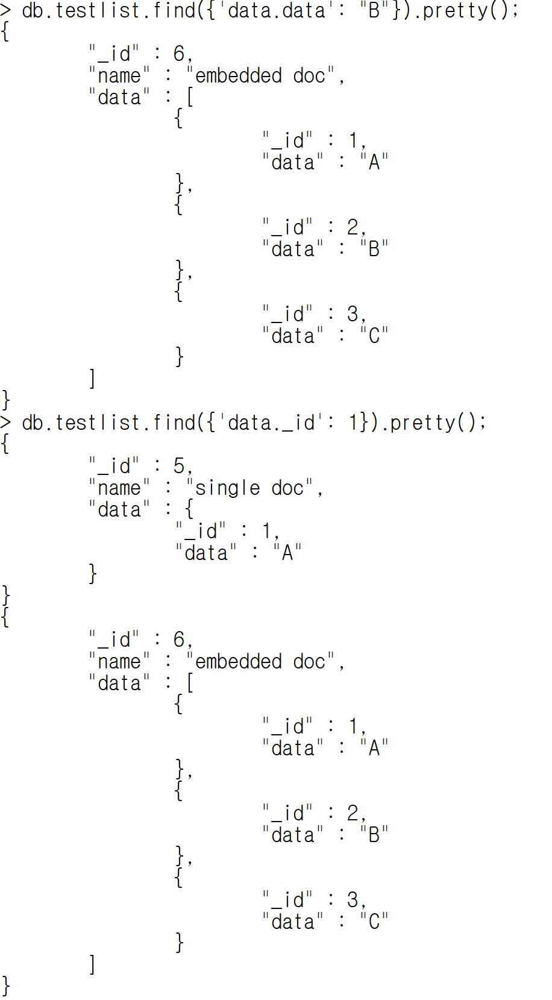 > db.testlist.find({'data.data': "B"}).pretty();
{
        "_id" : 6,
        "name" : "embedded doc",
        "data" : [
                {
                        "_id" : 1,
                        "data" : "A"
                },
                {
                        "_id" : 2,
                        "data" : "B"
                },
                {
                        "_id" : 3,
                        "data" : "C"
                }
        ]
}
> db.testlist.find({'data._id': 1}).pretty();
{
        "_id" : 5,
        "name" : "single doc",
        "data" : {
                "_id" : 1,
                "data" : "A"
        }
}
{
        "_id" : 6,
        "name" : "embedded doc",
        "data" : [
                {
                        "_id" : 1,
                        "data" : "A"
                },
                {
                        "_id" : 2,
                        "data" : "B"
                },
                {
                        "_id" : 3,
                        "data" : "C"
                }
        ]
}